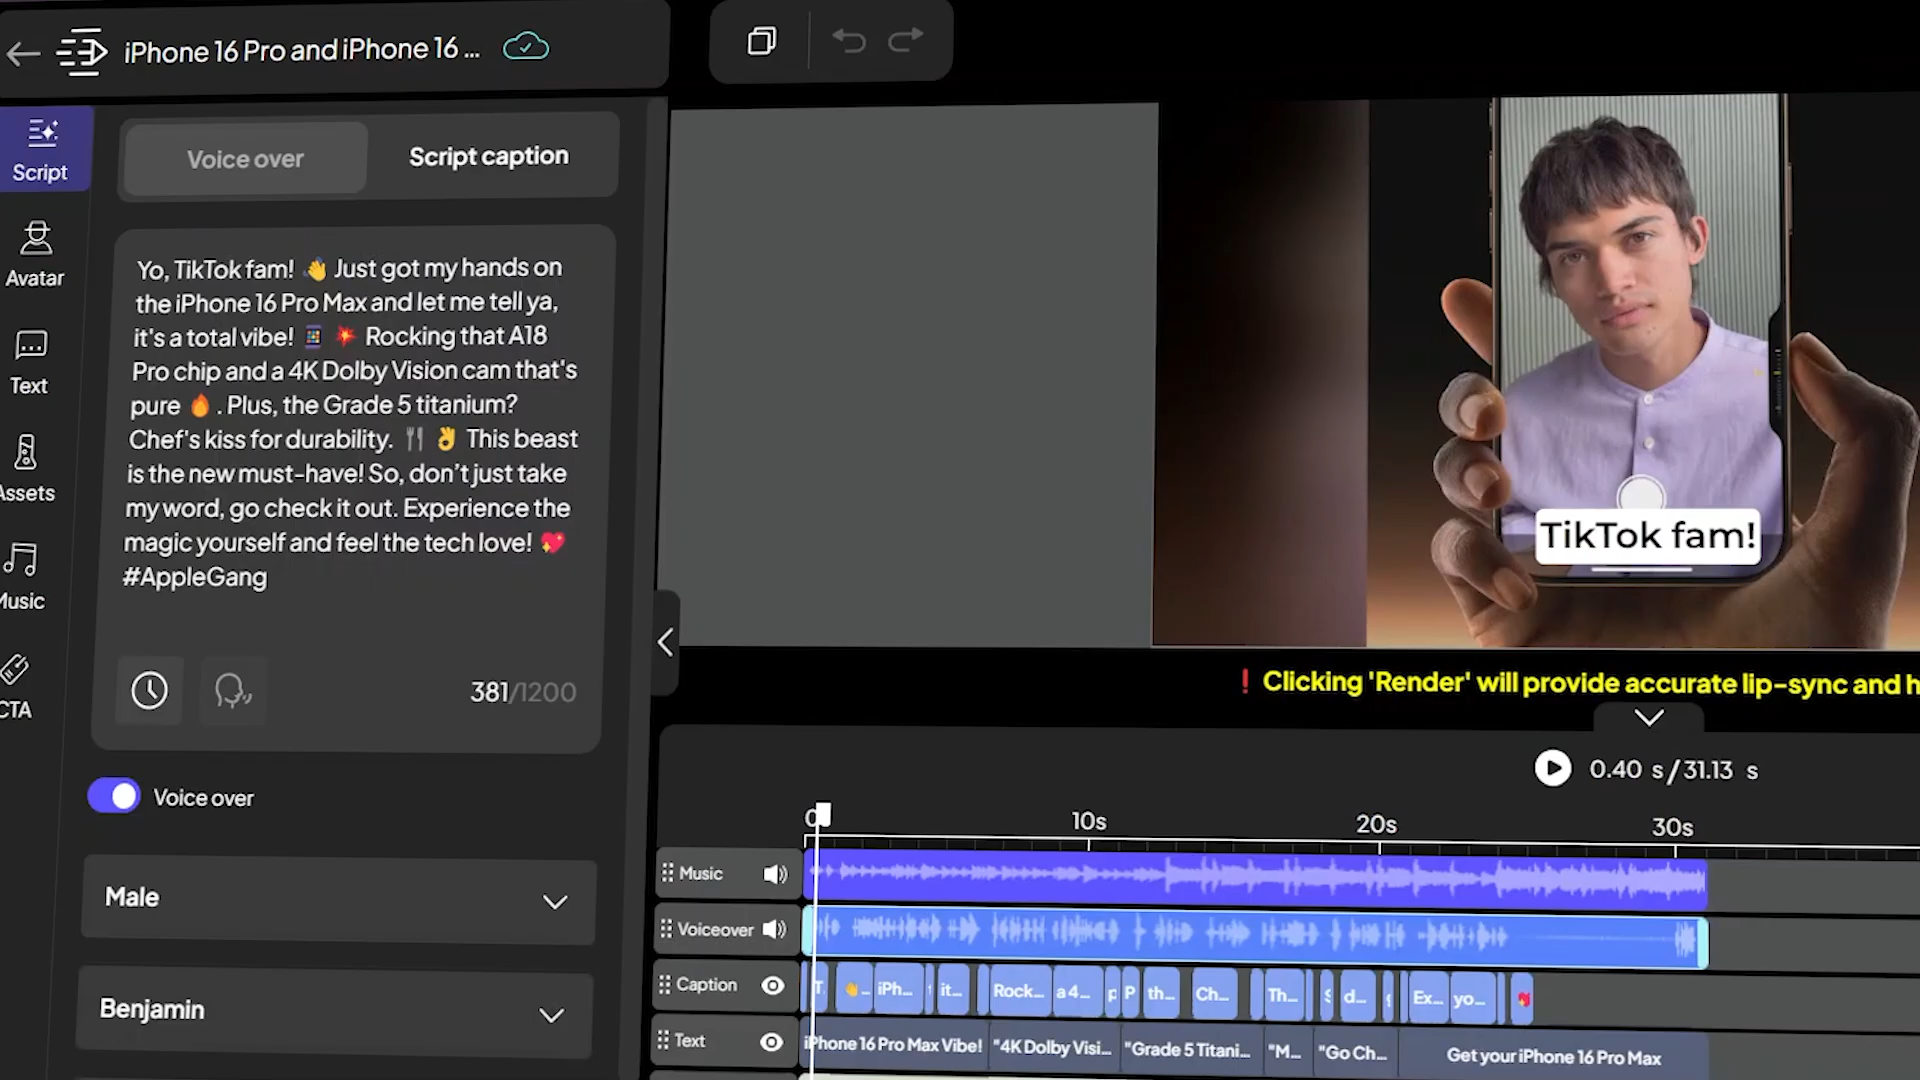 iPhone 16 Pro and iPhone 16 ...
Script
Avatar
Text
Assets
Music
CTA
Voice over
Script caption
Yo, TikTok fam! 👋 Just got my hands on
the iPhone 16 Pro Max and let me tell ya,
it's a total vibe! 📱 💥 Rocking that A18
Pro chip and a 4K Dolby Vision cam that's
pure 🔥 . Plus, the Grade 5 titanium?
Chef's kiss for durability. 🍴 👌 This beast
is the new must-have! So, don't just take
my word, go check it out. Experience the
magic yourself and feel the tech love! 💖
#AppleGang
381/1200
Voice over
Male
Benjamin
TikTok fam!
❗ Clicking 'Render' will provide accurate lip-sync and h
0.40 s/31.13 s
0 10s 20s 30s
Music
Voiceover
Caption T. 👋... iPh... it... Rock... a 4... p P th... Ch... Th... S d... Ex... yo...
Text iPhone 16 Pro Max Vibe! "4K Dolby Visi... "Grade 5 Titani... "M... "Go Ch... Get your iPhone 16 Pro Max